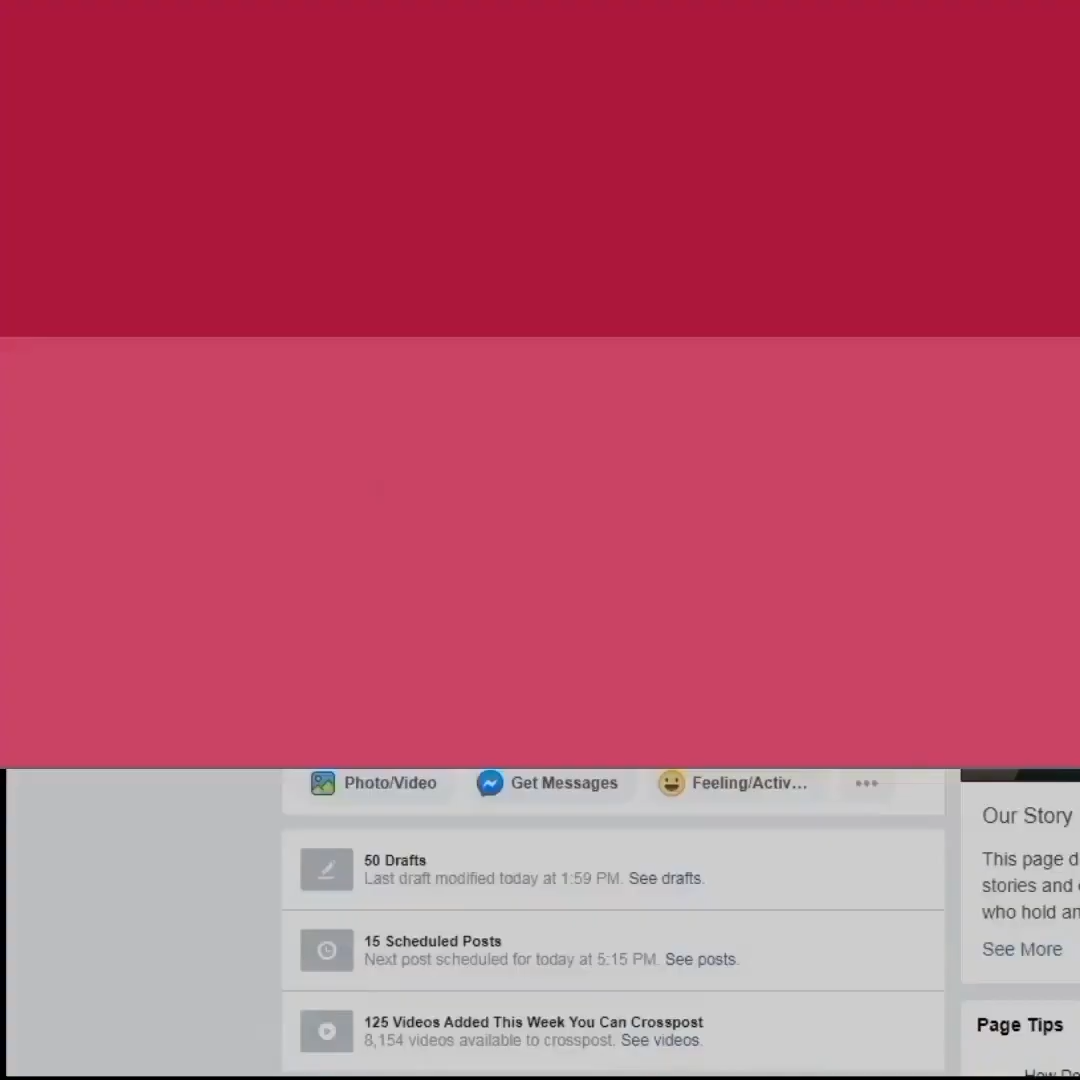 Photo/Video Get Messages Feeling/Activ...
50 Drafts
Last draft modified today at 1:59 PM. See drafts.
15 Scheduled Posts
Next post scheduled for today at 5:15 PM. See posts.
125 Videos Added This Week You Can Crosspost
8,154 videos available to crosspost. See videos.
Our Story
This page d
stories and
who hold an
See More
Page Tips
How Do